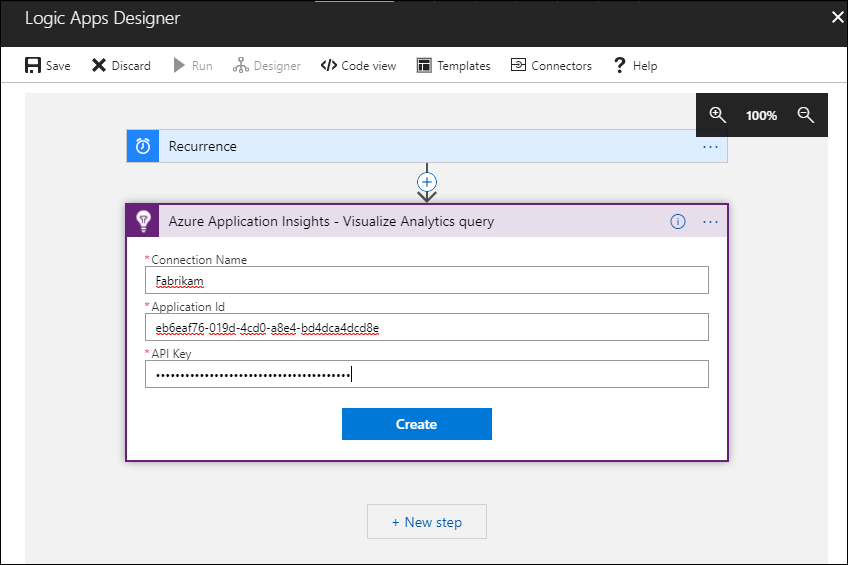 Logic Apps Designer
Save Discard Run Designer Code view Templates Connectors Help
100%
Recurrence
Azure Application Insights - Visualize Analytics query
* Connection Name
Fabrikam
* Application Id
eb6eaf76-019d-4cd0-a8e4-bd4dca4dcd8e
* API Key
Create
+ New step